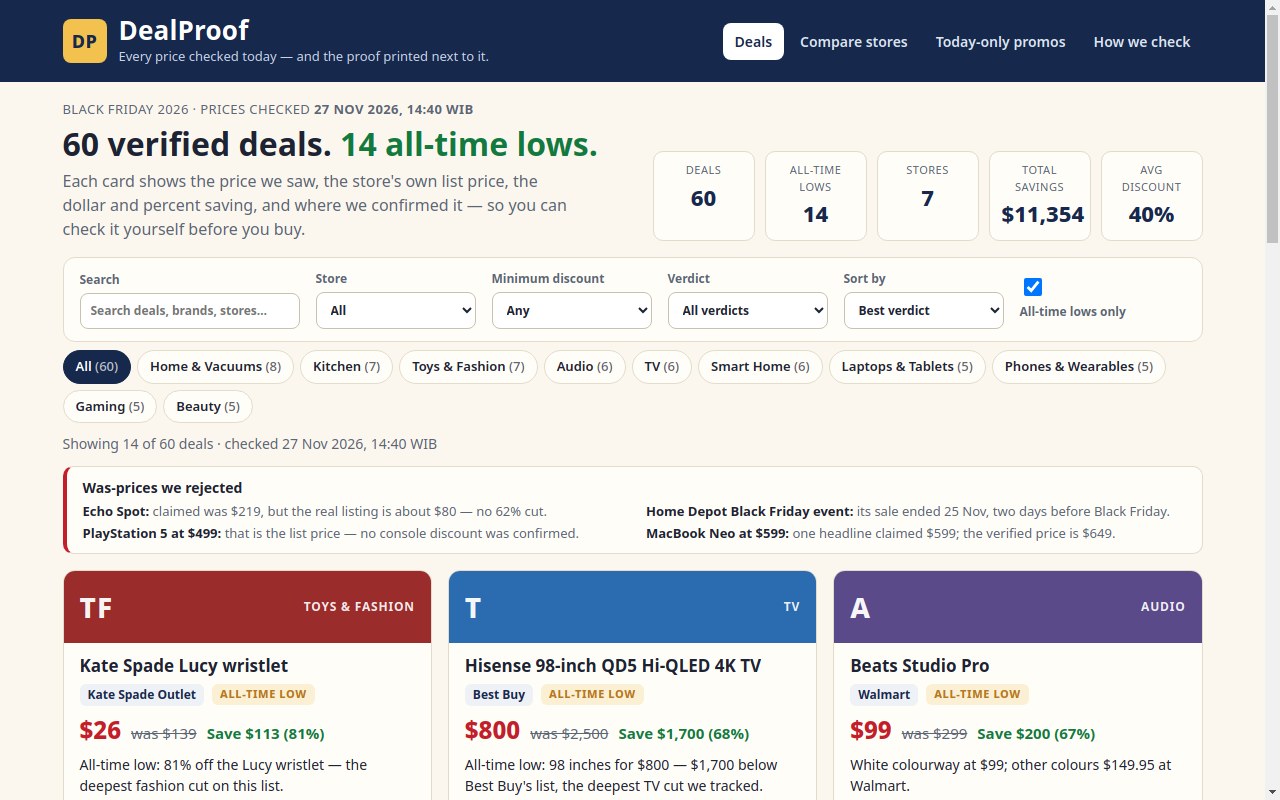 DP
DealProof
Every price checked today — and the proof printed next to it.
Deals
Compare stores
Today-only promos
How we check
BLACK FRIDAY 2026 · PRICES CHECKED 27 NOV 2026, 14:40 WIB
60 verified deals. 14 all-time lows.
Each card shows the price we saw, the store's own list price, the
dollar and percent saving, and where we confirmed it — so you can
check it yourself before you buy.
DEALS
60
ALL-TIME
LOWS
14
STORES
7
TOTAL
SAVINGS
$11,354
AVG
DISCOUNT
40%
Search
Search deals, brands, stores...
Store
All
Minimum discount
Any
Verdict
All verdicts
Sort by
Best verdict
All-time lows only
All (60)
Home & Vacuums (8)
Kitchen (7)
Toys & Fashion (7)
Audio (6)
TV (6)
Smart Home (6)
Laptops & Tablets (5)
Phones & Wearables (5)
Gaming (5)
Beauty (5)
Showing 14 of 60 deals · checked 27 Nov 2026, 14:40 WIB
Was-prices we rejected
Echo Spot: claimed was $219, but the real listing is about $80 — no 62% cut.
Home Depot Black Friday event: its sale ended 25 Nov, two days before Black Friday.
PlayStation 5 at $499: that is the list price — no console discount was confirmed.
MacBook Neo at $599: one headline claimed $599; the verified price is $649.
TF
TOYS & FASHION
Kate Spade Lucy wristlet
Kate Spade Outlet
ALL-TIME LOW
$26 was $139 Save $113 (81%)
All-time low: 81% off the Lucy wristlet — the
deepest fashion cut on this list.
T
TV
Hisense 98-inch QD5 Hi-QLED 4K TV
Best Buy
ALL-TIME LOW
$800 was $2,500 Save $1,700 (68%)
All-time low: 98 inches for $800 — $1,700 below
Best Buy's list, the deepest TV cut we tracked.
A
AUDIO
Beats Studio Pro
Walmart
ALL-TIME LOW
$99 was $299 Save $200 (67%)
White colourway at $99; other colours $149.95 at
Walmart.